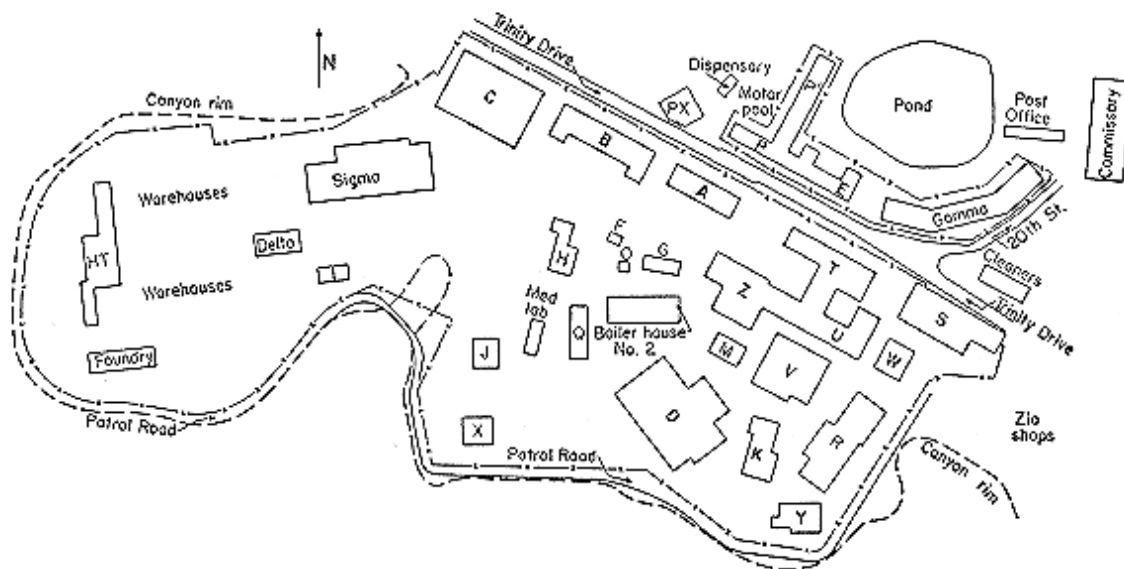 Trinity Drive
N
Canyon rim
C
Dispensary
PX
Motor
pool
P'
P
Pond
Post
Office
Commissary
B
A
E
Gamma
20th St.
Sigma
Warehouses
Delta
HT
Warehouses
L
Foundry
Patrol Road
H
F
O
G
Med
lab
Q
Boiler house
No. 2
Z
T
U
Cleaners
Trinity Drive
S
M
V
W
J
X
D
K
R
Y
Patrol Road
Zia
shops
Canyon
rim